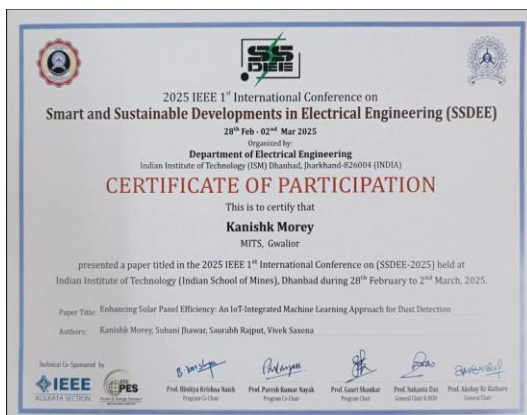 SS
DEE
2025 IEEE 1st International Conference on
Smart and Sustainable Developments in Electrical Engineering (SSDEE)
28th Feb - 02nd Mar 2025
Organized by:
Department of Electrical Engineering
Indian Institute of Technology (ISM) Dhanbad, Jharkhand-826004 (INDIA)
CERTIFICATE OF PARTICIPATION
This is to certify that
Kanishk Morey
MITS, Gwalior
presented a paper titled in the 2025 IEEE 1st International Conference on (SSDEE-2025) held at
Indian Institute of Technology (Indian School of Mines), Dhanbad during 28th February to 2nd March, 2025.
Paper Title: Enhancing Solar Panel Efficiency: An IoT-Integrated Machine Learning Approach for Dust Detection
Authors: Kanishk Morey, Suhani Jhawar, Saurabh Rajput, Vivek Saxena
Technical Co-Sponsored by
IEEE
KOLKATA SECTION
IEEE
PES
Power & Energy Society
Prof. Bhukya Krishna Naick
Program Co-Chair
Prof. Paresh Kumar Nayak
Program Co-Chair
Prof. Gauri Shankar
Program Chair
Prof. Sukanta Das
General Chair & HOD
Prof. Akshay Kr Rathore
General Chair